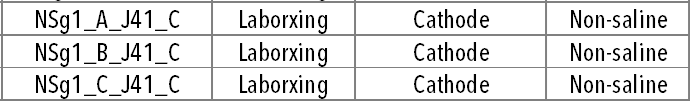 NSg1_A_J41_C Laborxing Cathode Non-saline
NSg1_B_J41_C Laborxing Cathode Non-saline
NSg1_C_J41_C Laborxing Cathode Non-saline